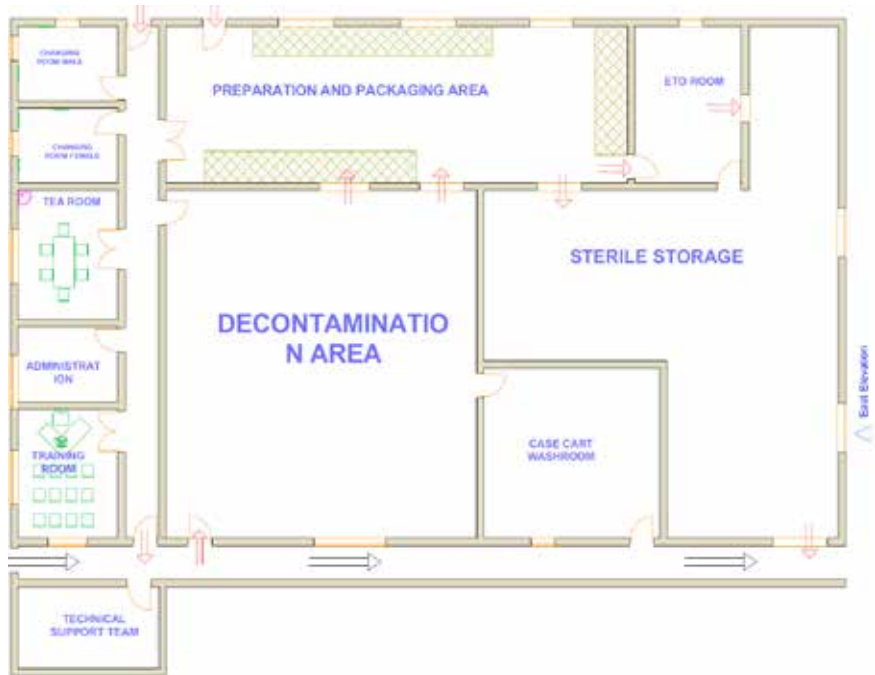 CHANGING
ROOM MALE
PREPARATION AND PACKAGING AREA
ETO ROOM
CHANGING
ROOM FEMALE
TEA ROOM
STERILE STORAGE
DECONTAMINATIO
N AREA
ADMINISTRAT
ION
East Elevation
CASE CART
WASHROOM
TRAINING
ROOM
TECHNICAL
SUPPORT TEAM